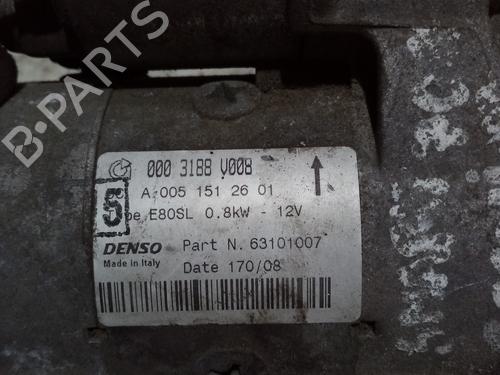 B-PARTS
000 3188 V008
5
A-005 151 26 01
pe E80SL 0.8kW - 12V
DENSO Part N. 63101007
Made in Italy
Date 170/08